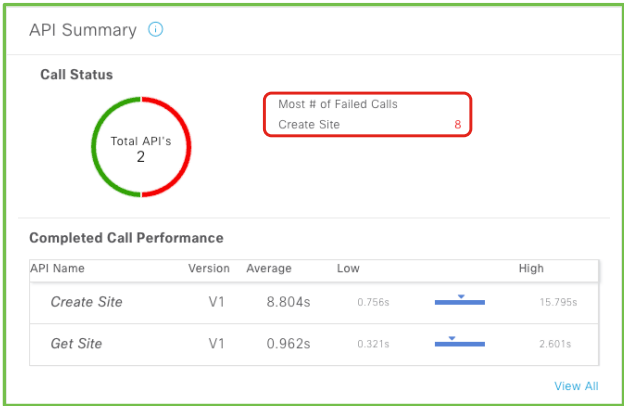 API Summary
Call Status
Most # of Failed Calls
Create Site 8
Total API's
2
Completed Call Performance
API Name Version Average Low High
Create Site V1 8.804s 0.756s 15.795s
Get Site V1 0.962s 0.321s 2.601s
View All